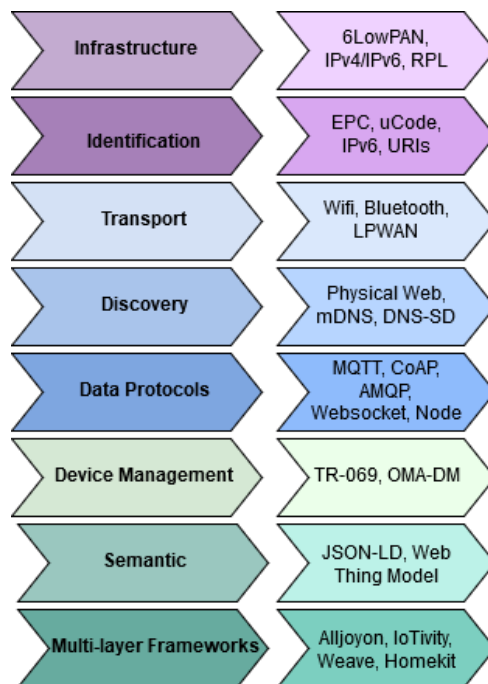 Infrastructure
6LowPAN,
IPv4/IPv6, RPL
Identification
EPC, uCode,
IPv6, URIs
Transport
Wifi, Bluetooth,
LPWAN
Discovery
Physical Web,
mDNS, DNS-SD
Data Protocols
MQTT, CoAP,
AMQP,
Websocket, Node
Device Management
TR-069, OMA-DM
Semantic
JSON-LD, Web
Thing Model
Multi-layer Frameworks
Alljoyon, IoTivity,
Weave, Homekit